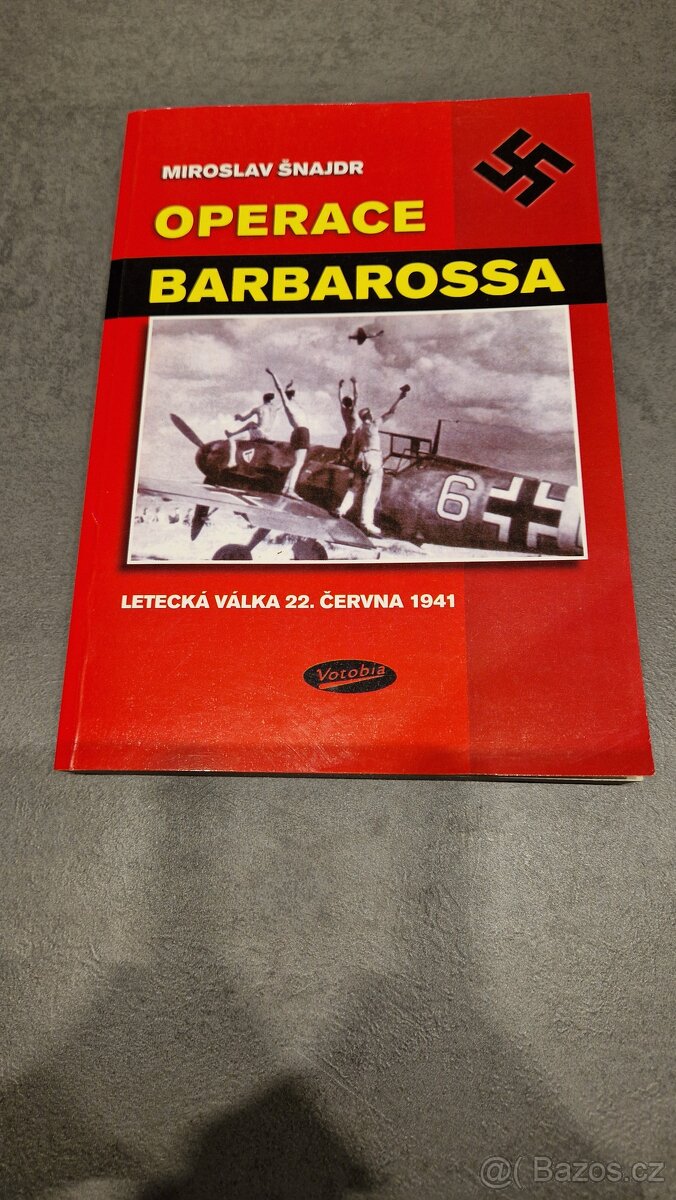 MIROSLAV ŠNAJDR
OPERACE
BARBAROSSA
6
LETECKÁ VÁLKA 22. ČERVNA 1941
Votobia
@( Bazos.cz